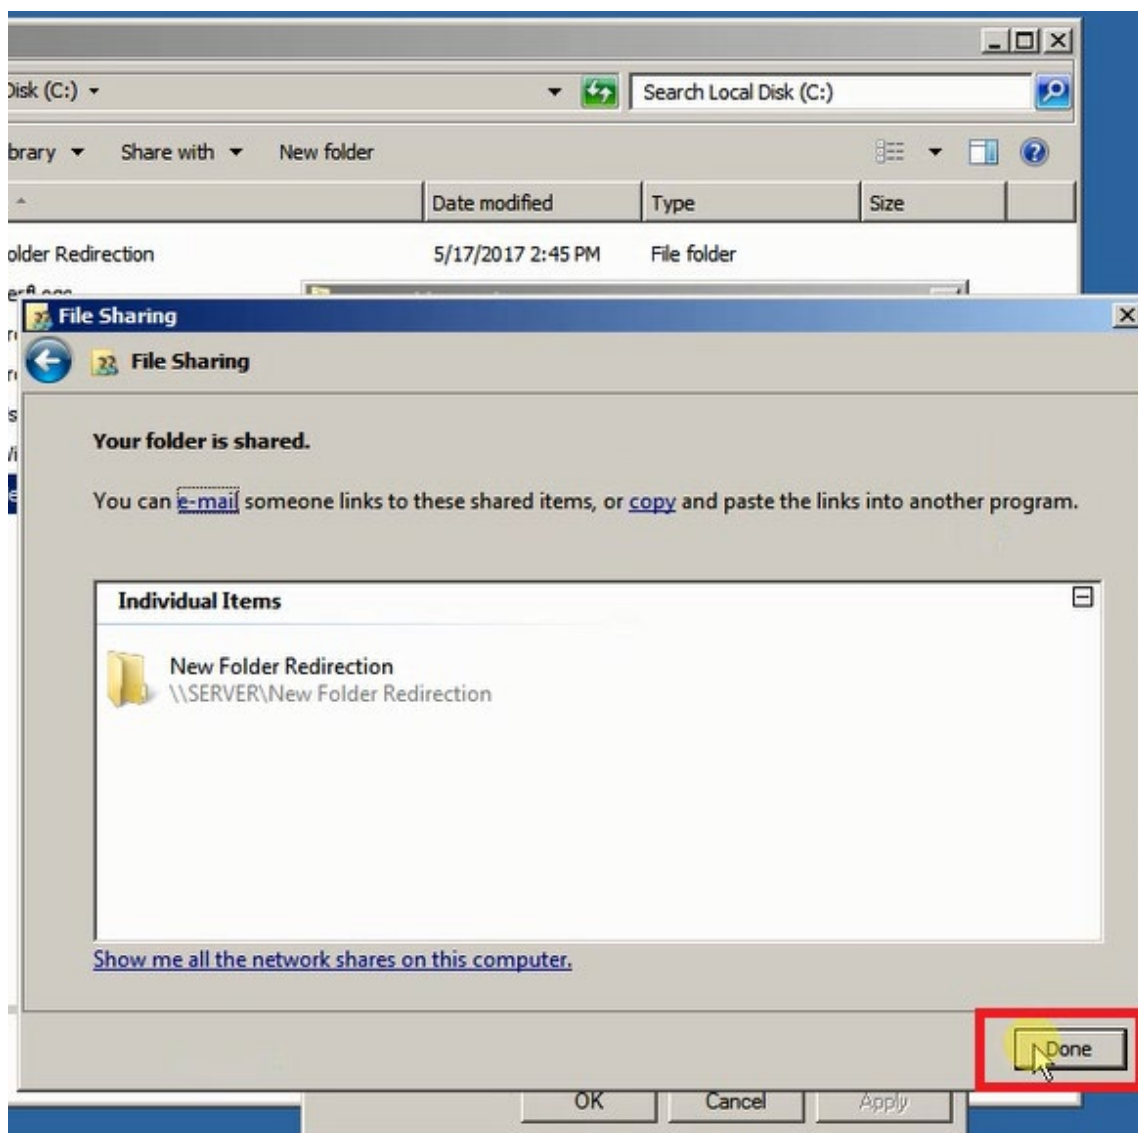 Disk (C:)
Search Local Disk (C:)
brary Share with New folder
Date modified Type Size
older Redirection 5/17/2017 2:45 PM File folder
File Sharing
File Sharing
Your folder is shared.
You can e-mail someone links to these shared items, or copy and paste the links into another program.
Individual Items
New Folder Redirection
\\SERVER\New Folder Redirection
Show me all the network shares on this computer.
Done
OK Cancel Apply